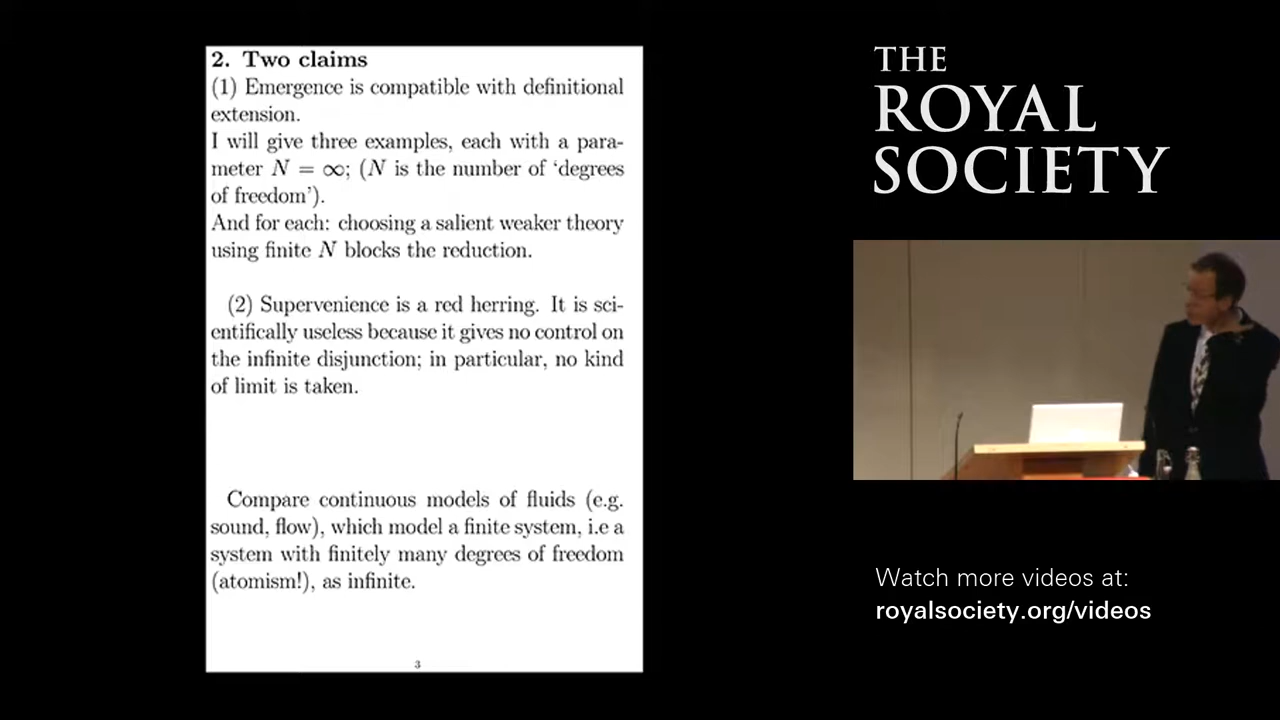 2. Two claims
(1) Emergence is compatible with definitional
extension.
I will give three examples, each with a para-
meter N = ∞; (N is the number of ‘degrees
of freedom’).
And for each: choosing a salient weaker theory
using finite N blocks the reduction.
(2) Supervenience is a red herring. It is sci-
entifically useless because it gives no control on
the infinite disjunction; in particular, no kind
of limit is taken.
Compare continuous models of fluids (e.g.
sound, flow), which model a finite system, i.e a
system with finitely many degrees of freedom
(atomism!), as infinite.
3
THE
ROYAL
SOCIETY
Watch more videos at:
royalsociety.org/videos